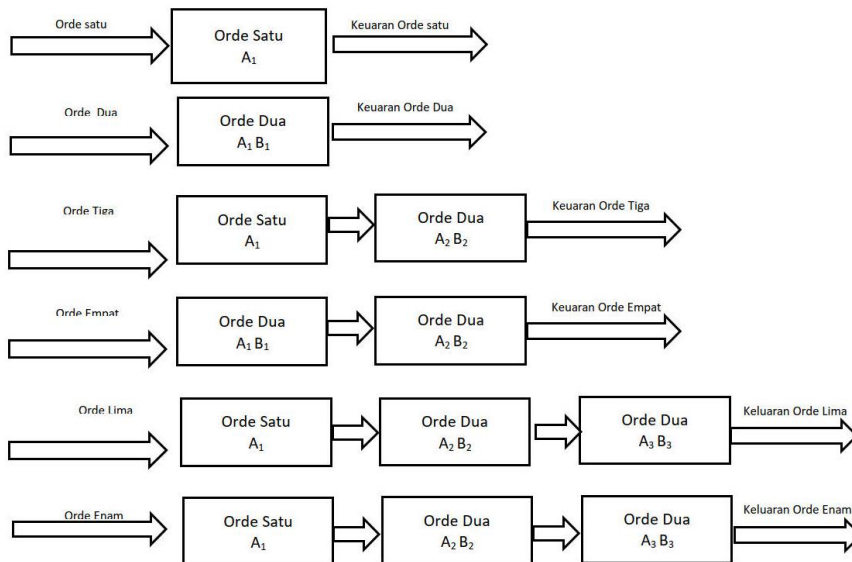 Orde satu
Orde Satu
A₁
Keuaran Orde satu
Orde Dua
Orde Dua
A₁ B₁
Keuaran Orde Dua
Orde Tiga
Orde Satu
A₁
Orde Dua
A₂ B₂
Keuaran Orde Tiga
Orde Empat
Orde Dua
A₁ B₁
Orde Dua
A₂ B₂
Keuaran Orde Empat
Orde Lima
Orde Satu
A₁
Orde Dua
A₂ B₂
Orde Dua
A₃ B₃
Keluaran Orde Lima
Orde Enam
Orde Satu
A₁
Orde Dua
A₂ B₂
Orde Dua
A₃ B₃
Keluaran Orde Enam